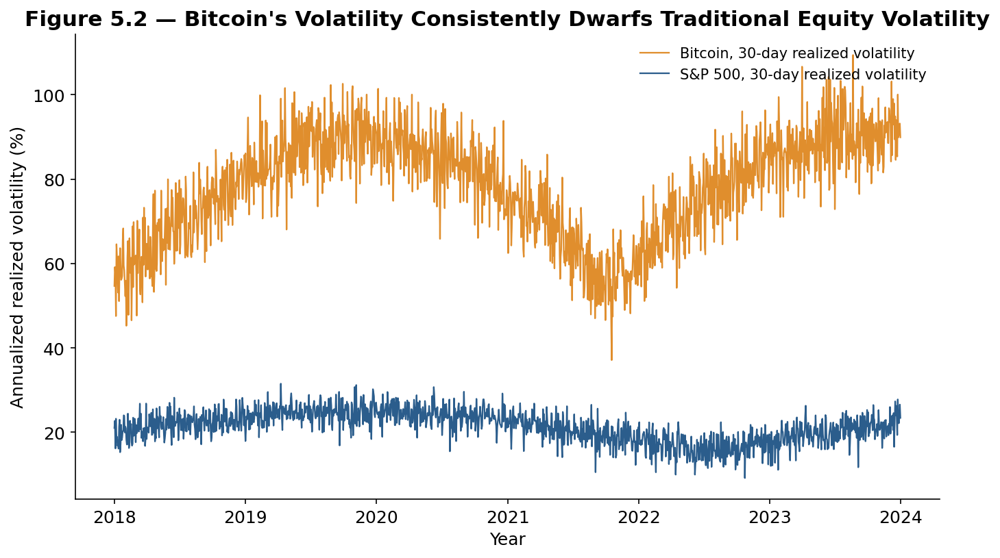 Figure 5.2 — Bitcoin's Volatility Consistently Dwarfs Traditional Equity Volatility
Bitcoin, 30-day realized volatility
S&P 500, 30-day realized volatility
Annualized realized volatility (%)
100
80
60
40
20
2018 2019 2020 2021 2022 2023 2024
Year